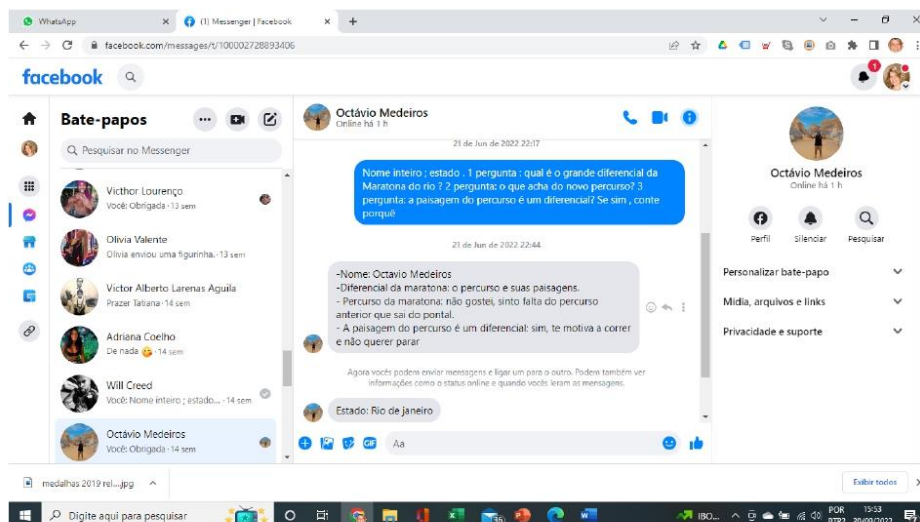 WhatsApp
(1) Messenger | Facebook
facebook.com/messages/t/100002728893406
facebook
1
Bate-papos
Pesquisar no Messenger
Victhor Lourenço
Você: Obrigada · 13 sem
Olivia Valente
Olivia enviou uma figurinha. · 13 sem
Victor Alberto Larenas Aguila
Prazer Tatiana · 14 sem
Adriana Coelho
De nada 😘 · 14 sem
Will Creed
Você: Nome inteiro ; estado... · 14 sem
Octávio Medeiros
Você: Obrigada · 14 sem
Octávio Medeiros
Online há 1 h
21 de Jun de 2022 22:17
Nome inteiro ; estado . 1 pergunta : qual é o grande diferencial da
Maratona do rio ? 2 pergunta: o que acha do novo percurso? 3
pergunta: a paisagem do percurso é um diferencial? Se sim , conte
porquê
21 de Jun de 2022 22:44
-Nome: Octavio Medeiros
-Diferencial da maratona: o percurso e suas paisagens.
- Percurso da maratona: não gostei, sinto falta do percurso
anterior que sai do pontal.
- A paisagem do percurso é um diferencial: sim, te motiva a correr
e não querer parar
Agora vocês podem enviar mensagens e ligar um para o outro. Podem também ver
informações como o status online e quando vocês leram as mensagens.
Estado: Rio de janeiro
GIF
Aa
Octávio Medeiros
Online há 1 h
Perfil
Silenciar
Pesquisar
Personalizar bate-papo
Mídia, arquivos e links
Privacidade e suporte
medalhas 2019 rel....jpg
Exibir todos
Digite aqui para pesquisar
IBO...
POR
PTB2
15:53
20/09/2022